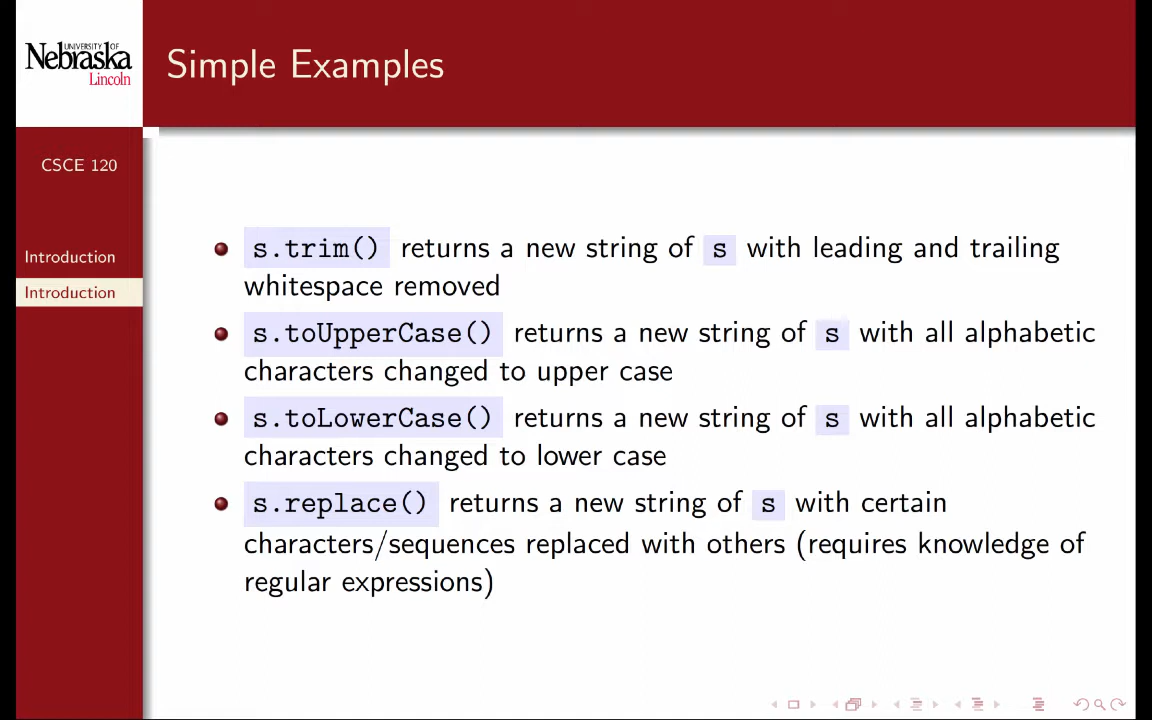 UNIVERSITY OF
Nebraska
Lincoln
Simple Examples
CSCE 120
Introduction
Introduction
s.trim() returns a new string of s with leading and trailing
whitespace removed
s.toUpperCase() returns a new string of s with all alphabetic
characters changed to upper case
s.toLowerCase() returns a new string of s with all alphabetic
characters changed to lower case
s.replace() returns a new string of s with certain
characters/sequences replaced with others (requires knowledge of
regular expressions)